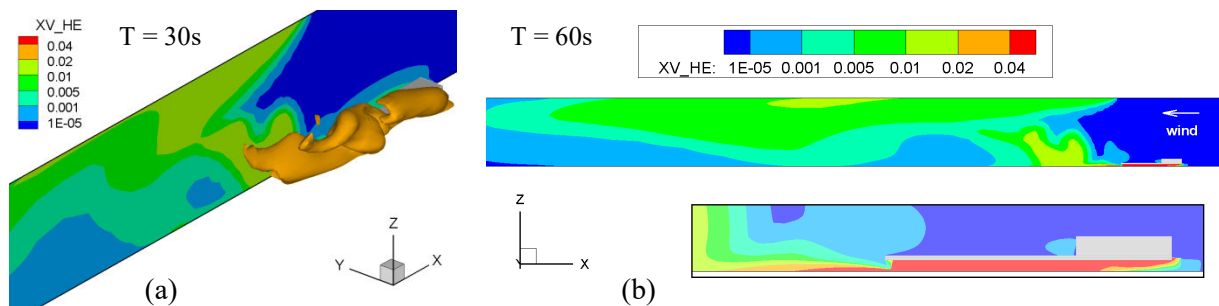 XV_HE
0.04
0.02
0.01
0.005
0.001
1E-05
T = 30s
Z
Y
X
(a)
T = 60s
XV_HE: 1E-05 0.001 0.005 0.01 0.02 0.04
wind
Z
Y
X
(b)